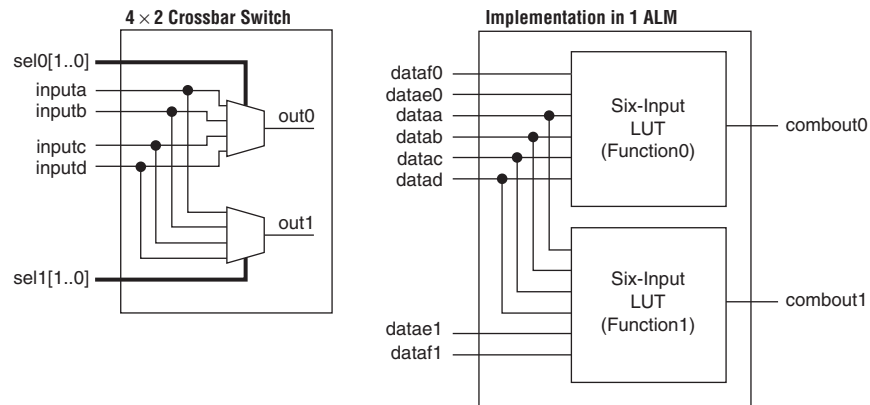 4 × 2 Crossbar Switch
sel0[1..0]
inputa
inputb
inputc
inputd
out0
out1
sel1[1..0]
Implementation in 1 ALM
dataf0
datae0
dataa
datab
datac
datad
Six-Input
LUT
(Function0)
combout0
Six-Input
LUT
(Function1)
combout1
datae1
dataf1